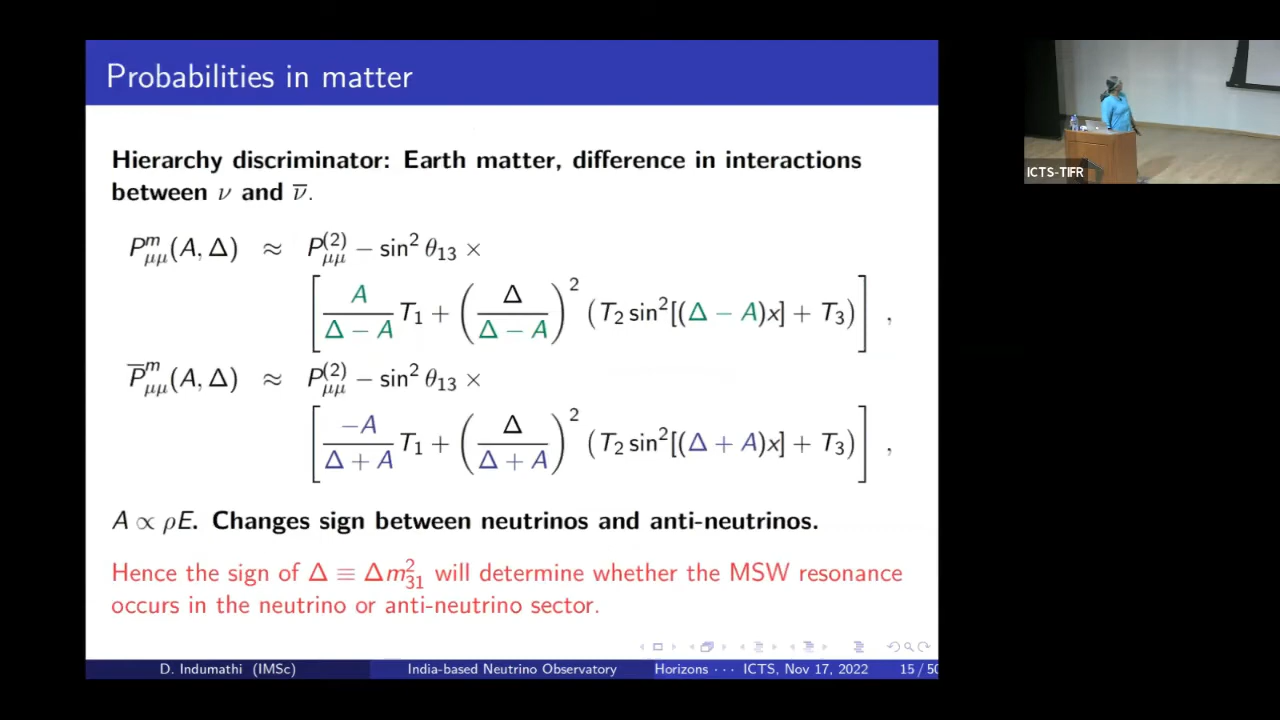 Probabilities in matter
Hierarchy discriminator: Earth matter, difference in interactions
between ν and ν̅.
P^m_μμ(A, Δ) ≈ P^(2)_μμ − sin² θ₁₃ ×
[ A/(Δ − A) T₁ + (Δ/(Δ − A))² (T₂ sin²[(Δ − A)x] + T₃) ] ,
P̅^m_μμ(A, Δ) ≈ P^(2)_μμ − sin² θ₁₃ ×
[ −A/(Δ + A) T₁ + (Δ/(Δ + A))² (T₂ sin²[(Δ + A)x] + T₃) ] ,
A ∝ ρE. Changes sign between neutrinos and anti-neutrinos.
Hence the sign of Δ ≡ Δm²₃₁ will determine whether the MSW resonance
occurs in the neutrino or anti-neutrino sector.
D. Indumathi (IMSc) India-based Neutrino Observatory Horizons · · · ICTS, Nov 17, 2022 15 / 50
ICTS-TIFR